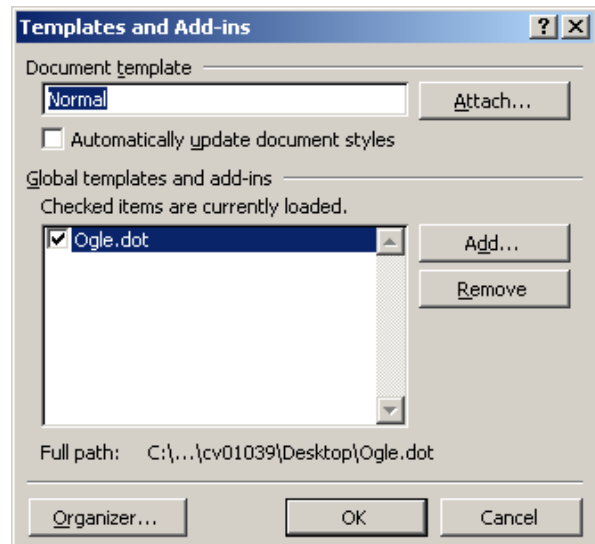 Templates and Add-ins
Document template
Normal
Attach...
Automatically update document styles
Global templates and add-ins
Checked items are currently loaded.
Ogle.dot
Add...
Remove
Full path: C:\...\cv01039\Desktop\Ogle.dot
Organizer...
OK
Cancel